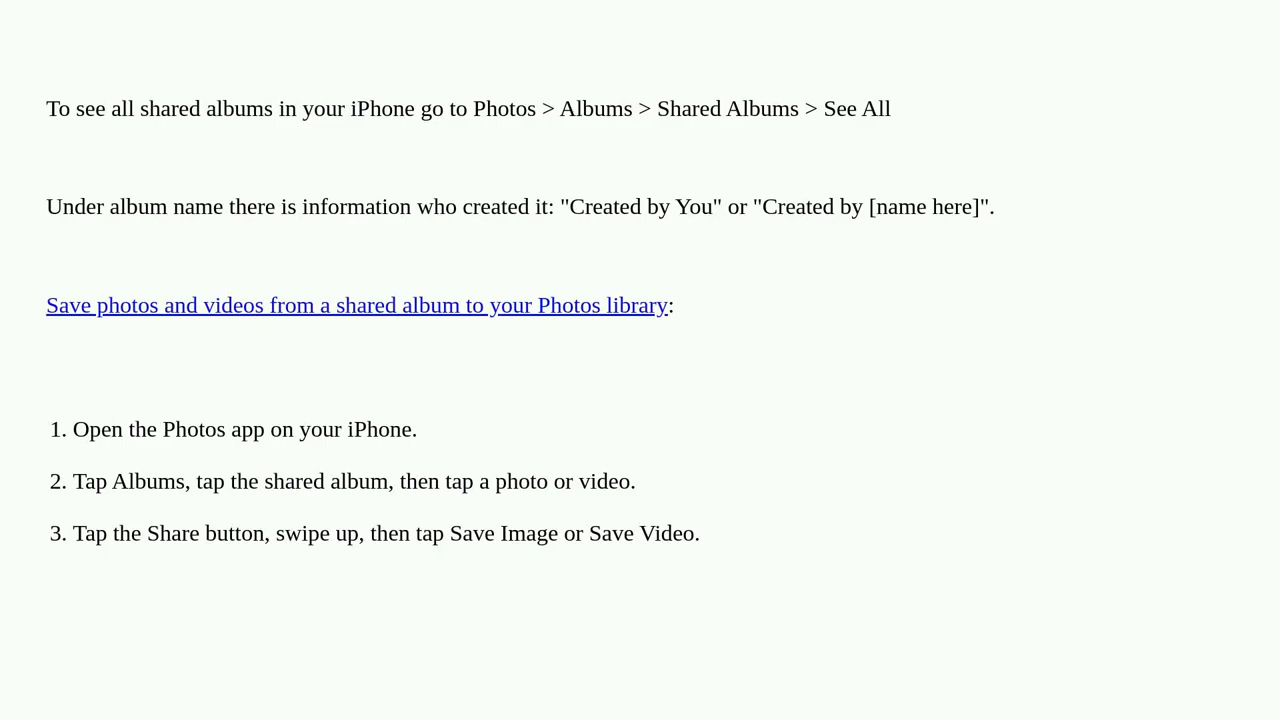 To see all shared albums in your iPhone go to Photos > Albums > Shared Albums > See All
Under album name there is information who created it: "Created by You" or "Created by [name here]".
Save photos and videos from a shared album to your Photos library:
1. Open the Photos app on your iPhone.
2. Tap Albums, tap the shared album, then tap a photo or video.
3. Tap the Share button, swipe up, then tap Save Image or Save Video.